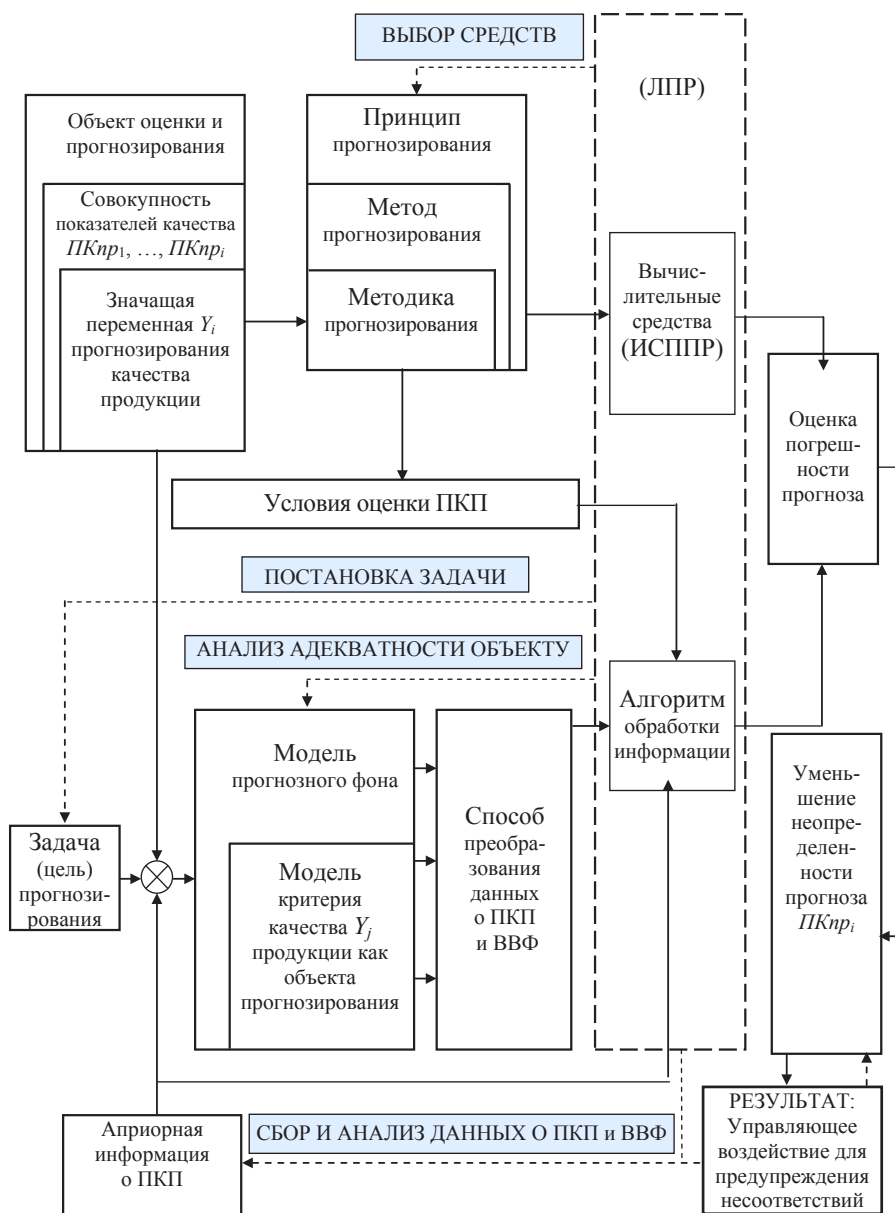 ВЫБОР СРЕДСТВ
(ЛПР)
Объект оценки и
прогнозирования
Совокупность
показателей качества
ПКпр₁, …, ПКпрᵢ
Значащая
переменная Yᵢ
прогнозирования
качества
продукции
Принцип
прогнозирования
Метод
прогнозирования
Методика
прогнозирования
Вычис-
лительные
средства
(ИСППР)
Оценка
погреш-
ности
прогноза
Условия оценки ПКП
ПОСТАНОВКА ЗАДАЧИ
АНАЛИЗ АДЕКВАТНОСТИ ОБЪЕКТУ
Модель
прогнозного фона
Модель
критерия
качества Yⱼ
продукции как
объекта
прогнозирования
Способ
преобра-
зования
данных
о ПКП
и ВВФ
Алгоритм
обработки
информации
Умень-
шение
неопре-
делен-
ности
прогноза
ПКпрᵢ
Задача
(цель)
прогнози-
рования
Априорная
информация
о ПКП
СБОР И АНАЛИЗ ДАННЫХ О ПКП и ВВФ
РЕЗУЛЬТАТ:
Управляющее
воздействие для
предупреждения
несоответствий